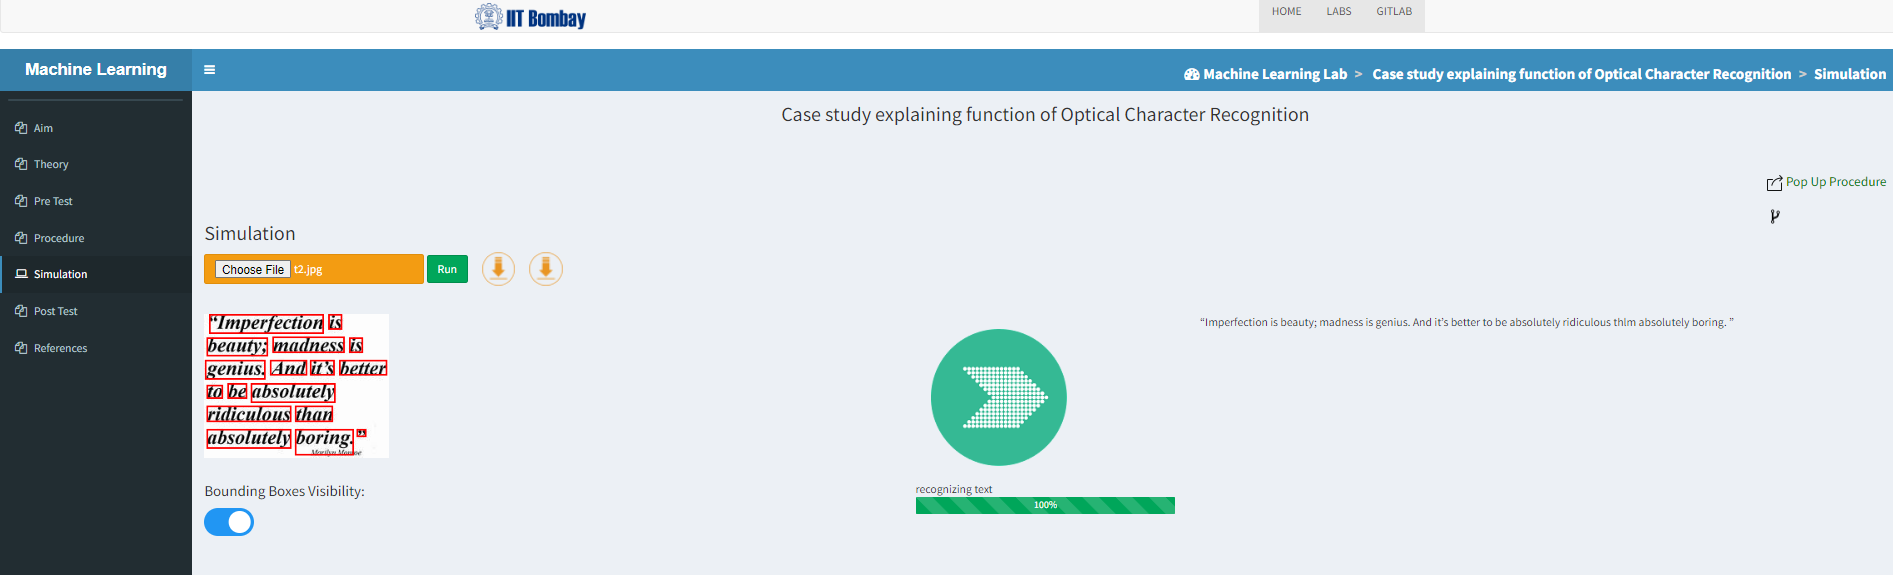 IIT Bombay
HOME LABS GITLAB
Machine Learning
Machine Learning Lab > Case study explaining function of Optical Character Recognition > Simulation
Case study explaining function of Optical Character Recognition
Aim
Theory
Pre Test
Procedure
Simulation
Post Test
References
Pop Up Procedure
Simulation
Choose File t2.jpg Run
“Imperfection is
beauty; madness is
genius. And it’s better
to be absolutely
ridiculous than
absolutely boring.”
Marilyn Monroe
“Imperfection is beauty; madness is genius. And it’s better to be absolutely ridiculous thlm absolutely boring. ”
Bounding Boxes Visibility:
recognizing text
100%